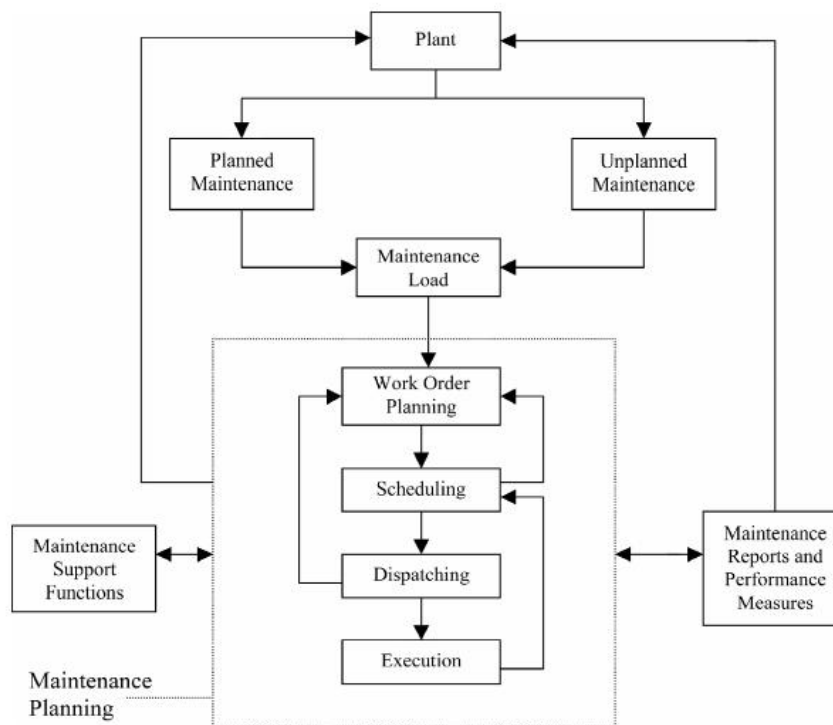 Plant
Planned
Maintenance
Unplanned
Maintenance
Maintenance
Load
Work Order
Planning
Scheduling
Maintenance
Support
Functions
Dispatching
Maintenance
Reports and
Performance
Measures
Execution
Maintenance
Planning